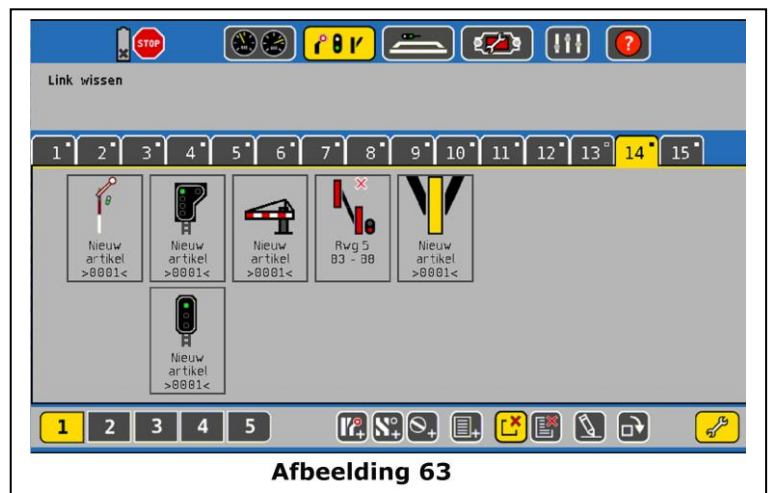 STOP
?
Link wissen
1 2 3 4 5 6 7 8 9 10 11 12 13 14 15
Nieuw
artikel
>0001<
Nieuw
artikel
>0001<
Nieuw
artikel
>0001<
Rwg 5
B3 - B8
Nieuw
artikel
>0001<
Nieuw
artikel
>0001<
1 2 3 4 5
Afbeelding 63